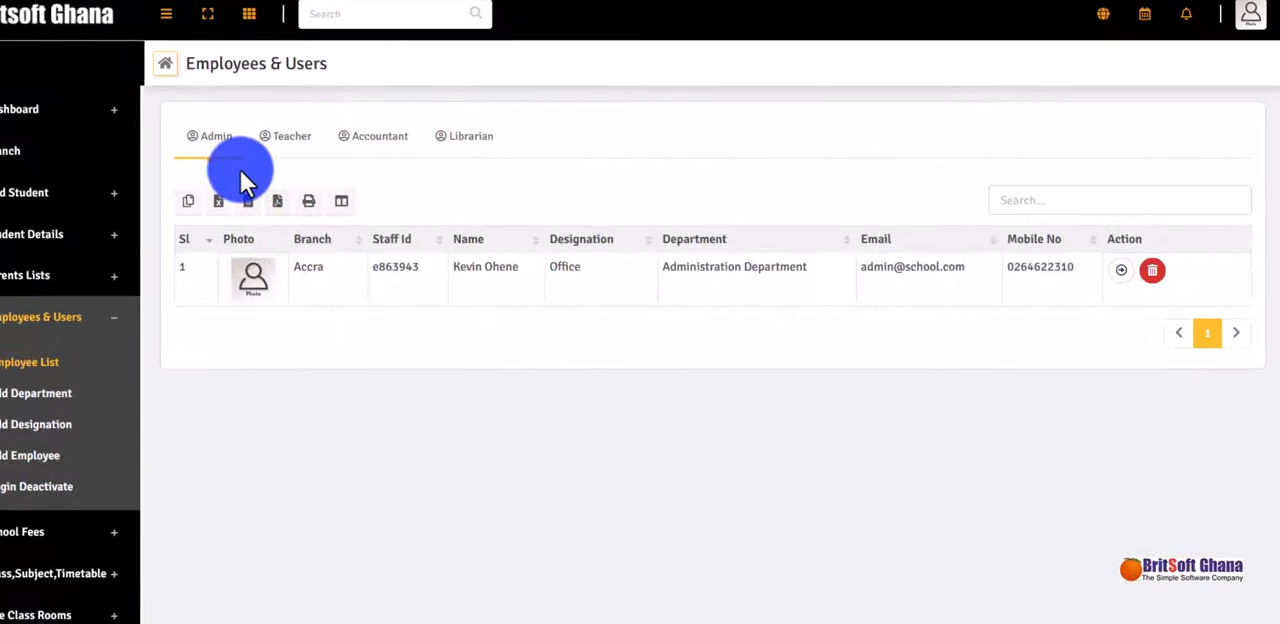 tsoft Ghana
Search
Employees & Users
shboard
nch
d Student
dent Details
rents Lists
ployees & Users
mployee List
d Department
d Designation
d Employee
gin Deactivate
hool Fees
ss,Subject,Timetable
e Class Rooms
Admin
Teacher
Accountant
Librarian
Search...
Sl Photo Branch Staff Id Name Designation Department Email Mobile No Action
1 Photo Accra e863943 Kevin Ohene Office Administration Department admin@school.com 0264622310
1
BritSoft Ghana
The Simple Software Company